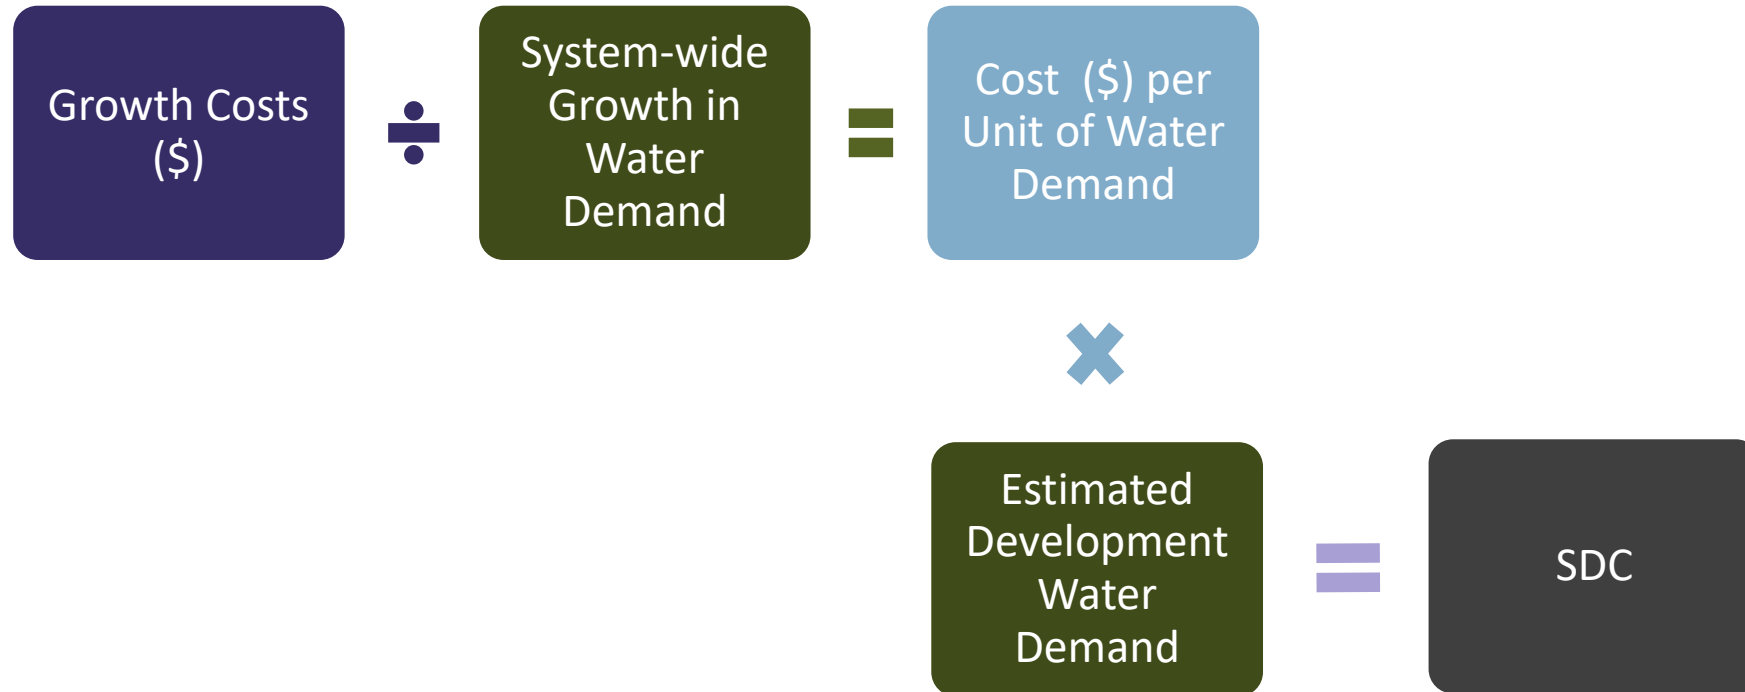 Growth Costs
($)
÷
System-wide
Growth in
Water
Demand
=
Cost  ($) per
Unit of Water
Demand
×
Estimated
Development
Water
Demand
=
SDC